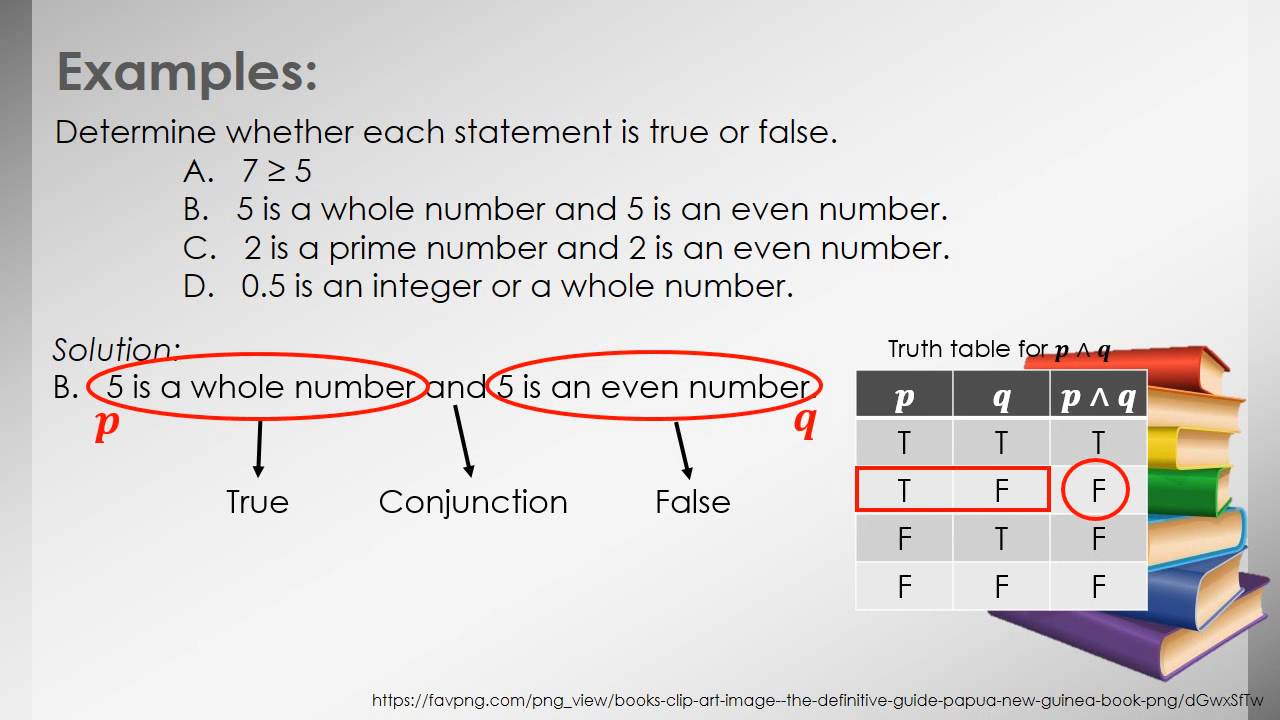 Examples:
Determine whether each statement is true or false.
A. 7 ≥ 5
B. 5 is a whole number and 5 is an even number.
C. 2 is a prime number and 2 is an even number.
D. 0.5 is an integer or a whole number.
Solution:
B. 5 is a whole number and 5 is an even number.
p q
True Conjunction False
Truth table for p ∧ q
p q p ∧ q
T T T
T F F
F T F
F F F
https://favpng.com/png_view/books-clip-art-image--the-definitive-guide-papua-new-guinea-book-png/dGwxSfTw